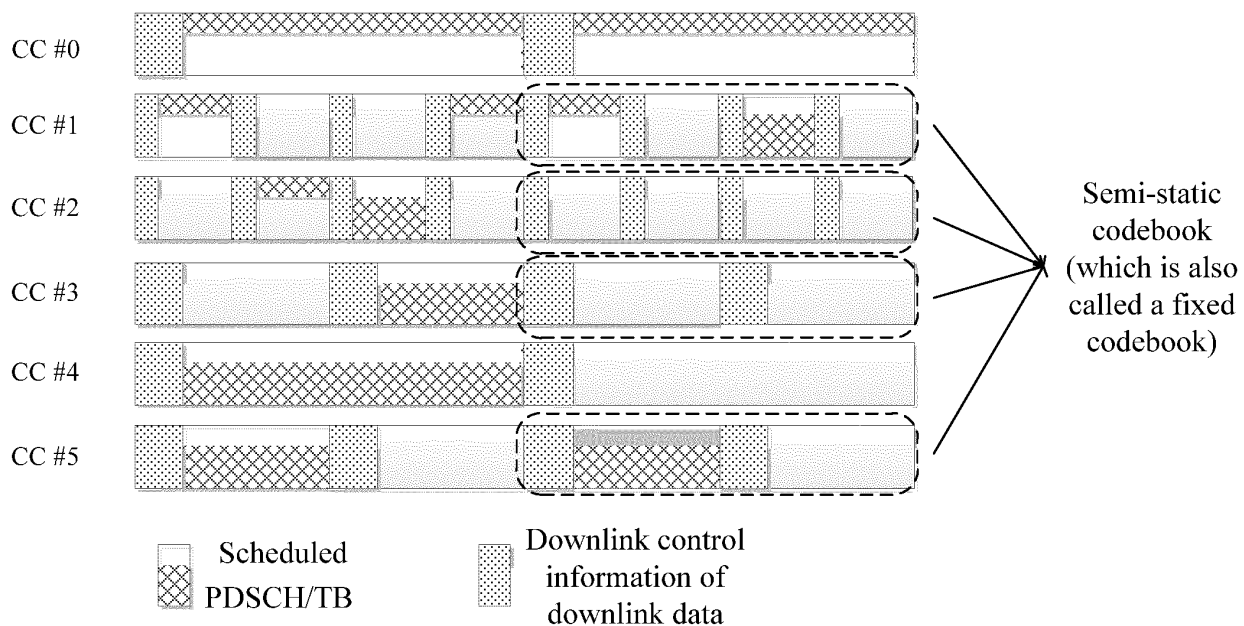 CC #0
CC #1
CC #2
CC #3
CC #4
CC #5
Semi-static
codebook
(which is also
called a fixed
codebook)
Scheduled
PDSCH/TB
Downlink control
information of
downlink data